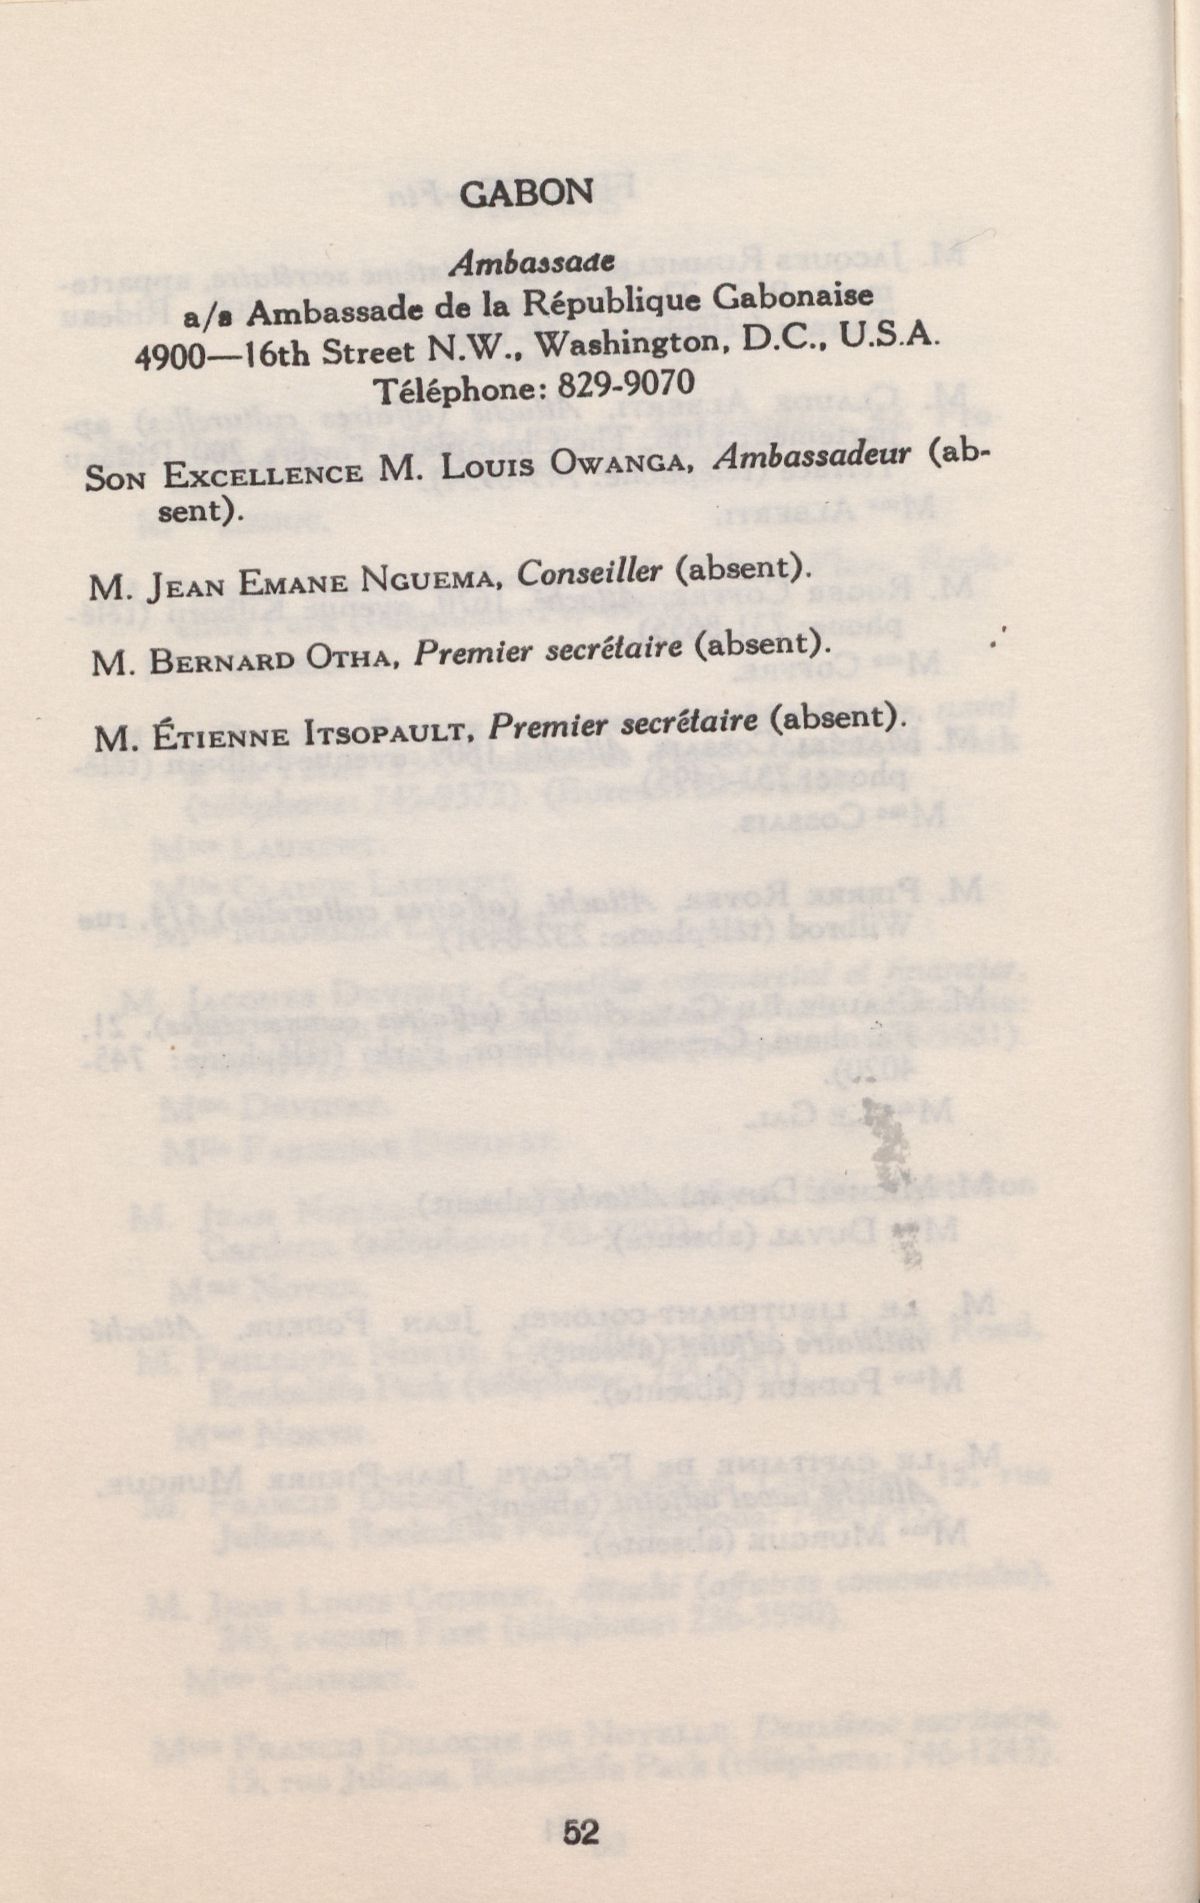 GABON
Ambassade
a/s Ambassade de la République Gabonaise
4900—16th Street N.W., Washington, D.C., U.S.A.
Téléphone: 829-9070
SON EXCELLENCE M. LOUIS OWANGA, Ambassadeur (ab-
sent).
M. JEAN EMANE NGUEMA, Conseiller (absent).
M. BERNARD OTHA, Premier secrétaire (absent).
M. ÉTIENNE ITSOPAULT, Premier secrétaire (absent).
52